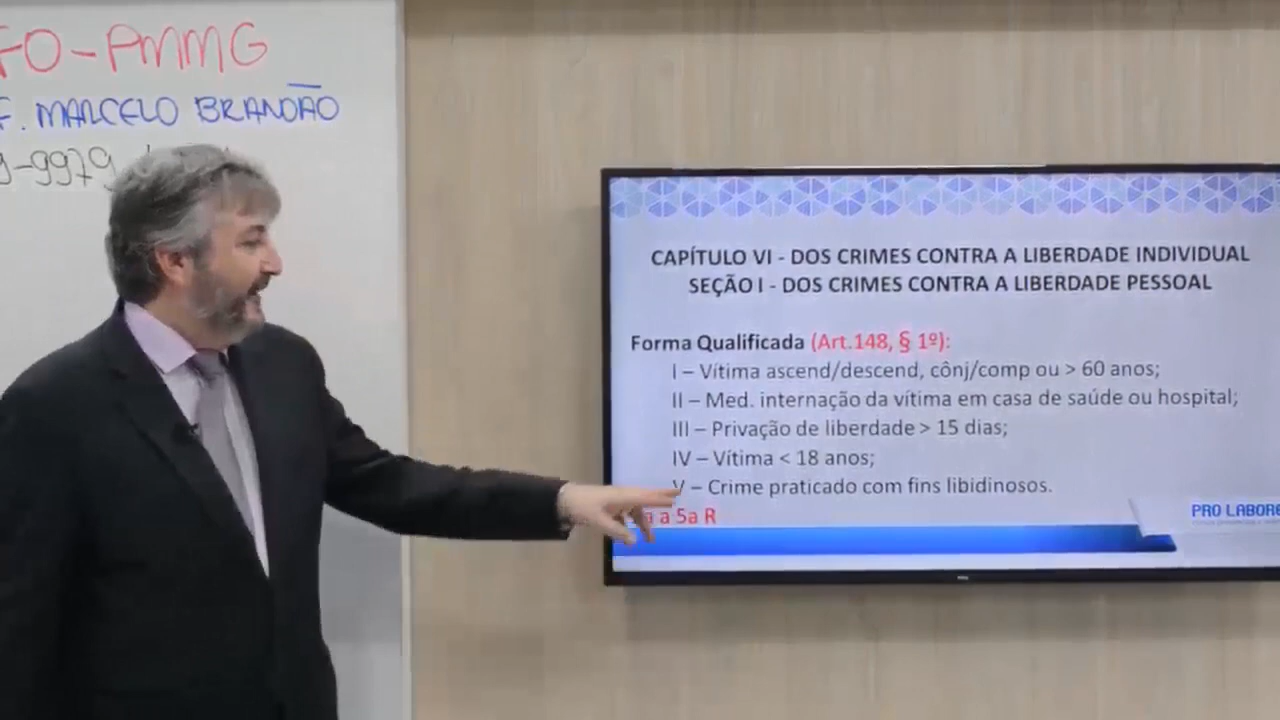 FO-PMMG
F. MARCELO BRANDÃO
9-9979
CAPÍTULO VI - DOS CRIMES CONTRA A LIBERDADE INDIVIDUAL
SEÇÃO I - DOS CRIMES CONTRA A LIBERDADE PESSOAL
Forma Qualificada (Art.148, § 1º):
I – Vítima ascend/descend, cônj/comp ou > 60 anos;
II – Med. internação da vítima em casa de saúde ou hospital;
III – Privação de liberdade > 15 dias;
IV – Vítima < 18 anos;
V – Crime praticado com fins libidinosos.
a 5a R
PRO LABORE